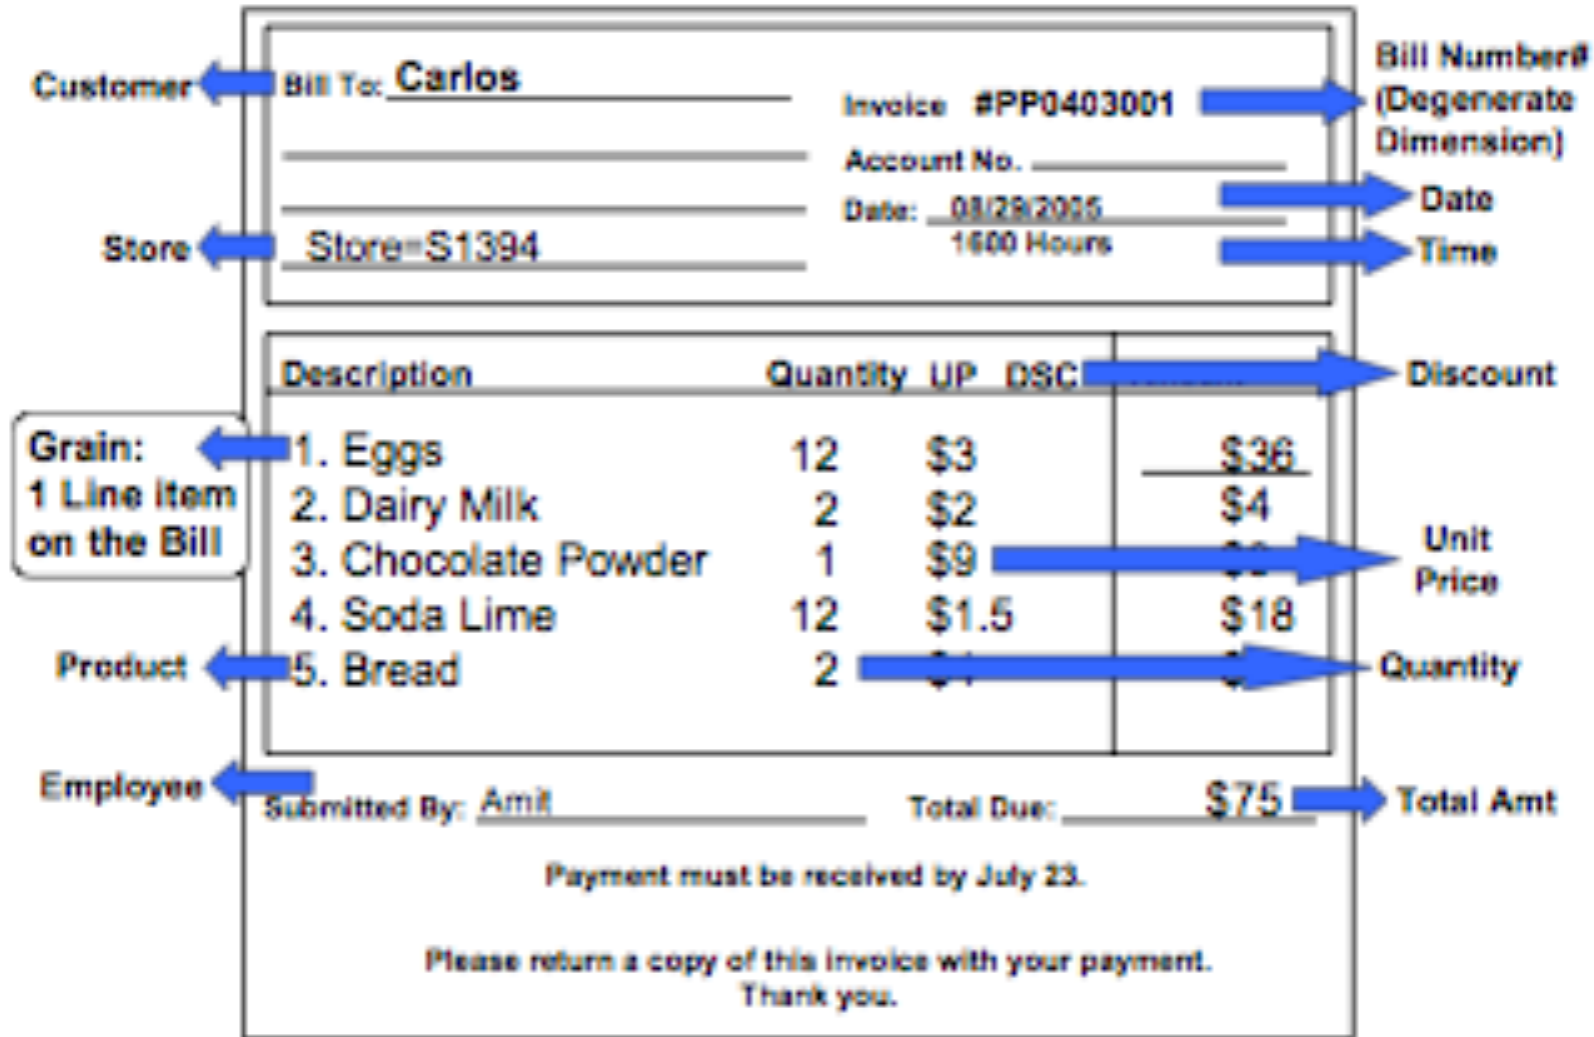 Customer
Bill To: Carlos
Invoice #PP0403001
Bill Number#
(Degenerate
Dimension)
Account No.
Date: 08/29/2005
Date
Store
Store=S1394
1600 Hours
Time
Description Quantity UP DSC
Discount
Grain:
1 Line item
on the Bill
1. Eggs 12 $3 $36
2. Dairy Milk 2 $2 $4
3. Chocolate Powder 1 $9
Unit
Price
4. Soda Lime 12 $1.5 $18
Product
5. Bread 2
Quantity
Employee
Submitted By: Amit
Total Due: $75
Total Amt
Payment must be received by July 23.
Please return a copy of this invoice with your payment.
Thank you.